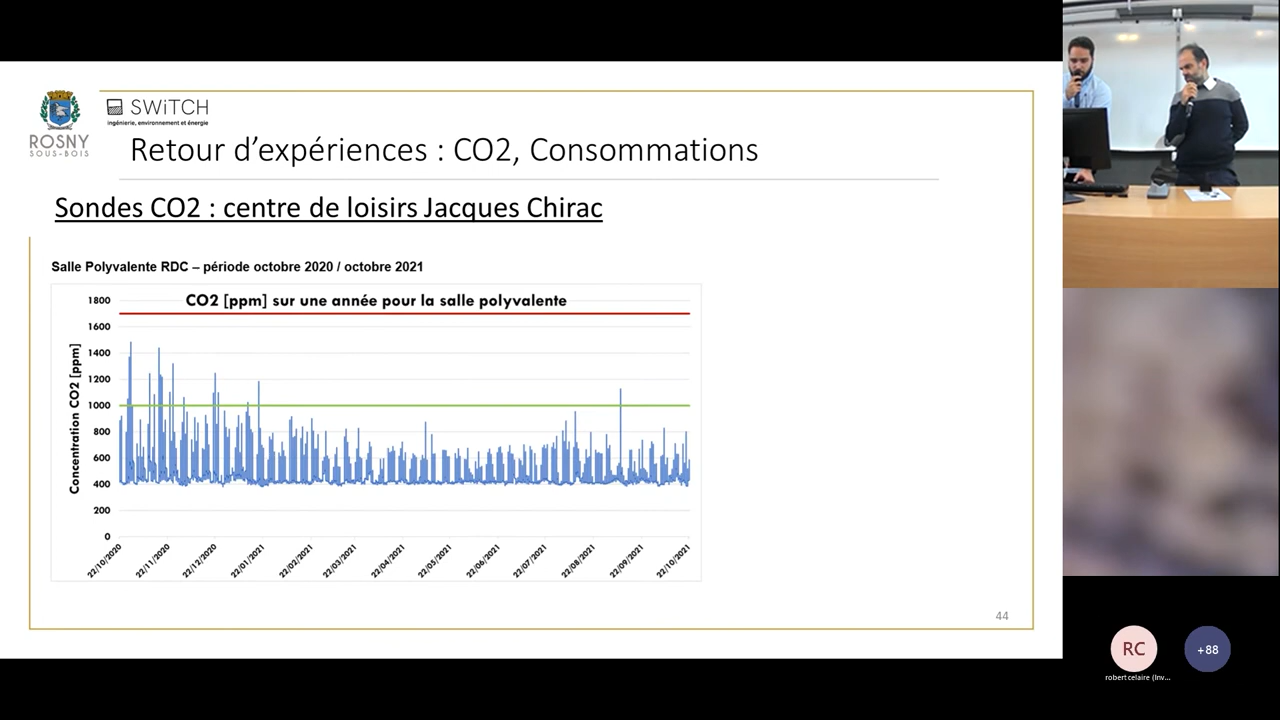 ROSNY
SOUS-BOIS
SWiTCH
ingénierie, environnement et énergie
Retour d'expériences : CO2, Consommations
Sondes CO2 : centre de loisirs Jacques Chirac
Salle Polyvalente RDC – période octobre 2020 / octobre 2021
CO2 [ppm] sur une année pour la salle polyvalente
Concentration CO2 [ppm]
1800
1600
1400
1200
1000
800
600
400
200
0
22/10/2020
22/11/2020
22/12/2020
22/01/2021
22/02/2021
22/03/2021
22/04/2021
22/05/2021
22/06/2021
22/07/2021
22/08/2021
22/09/2021
22/10/2021
44
RC
+88
robert celaire (Inv...